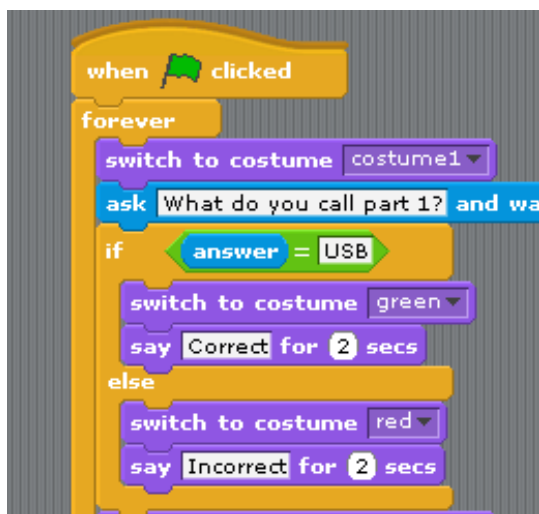 when clicked
forever
switch to costume costume1
ask What do you call part 1? and wa
if answer = USB
switch to costume green
say Correct for 2 secs
else
switch to costume red
say Incorrect for 2 secs